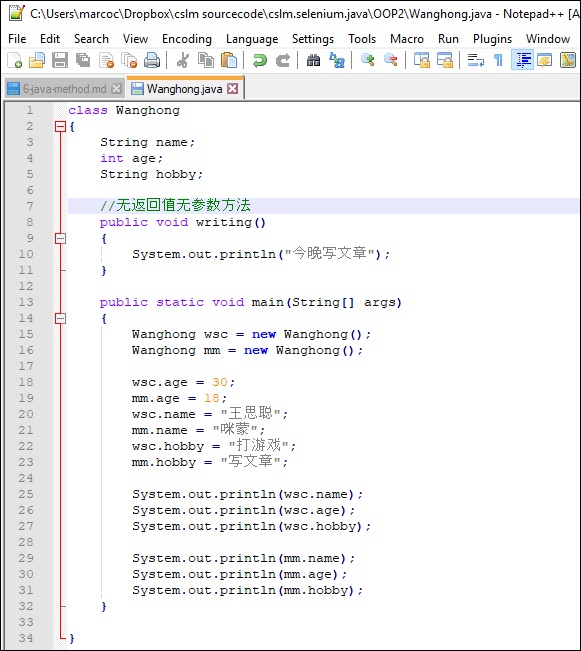 C:\Users\marcoc\Dropbox\cslm sourcecode\cslm.selenium.java\OOP2\Wanghong.java - Notepad++ [A
File Edit Search View Encoding Language Settings Tools Macro Run Plugins Window
6-java-method.md Wanghong.java
1 class Wanghong
2 {
3 String name;
4 int age;
5 String hobby;
6
7 //无返回值无参数方法
8 public void writing()
9 {
10 System.out.println("今晚写文章");
11 }
12
13 public static void main(String[] args)
14 {
15 Wanghong wsc = new Wanghong();
16 Wanghong mm = new Wanghong();
17
18 wsc.age = 30;
19 mm.age = 18;
20 wsc.name = "王思聪";
21 mm.name = "咪蒙";
22 wsc.hobby = "打游戏";
23 mm.hobby = "写文章";
24
25 System.out.println(wsc.name);
26 System.out.println(wsc.age);
27 System.out.println(wsc.hobby);
28
29 System.out.println(mm.name);
30 System.out.println(mm.age);
31 System.out.println(mm.hobby);
32 }
33
34 }